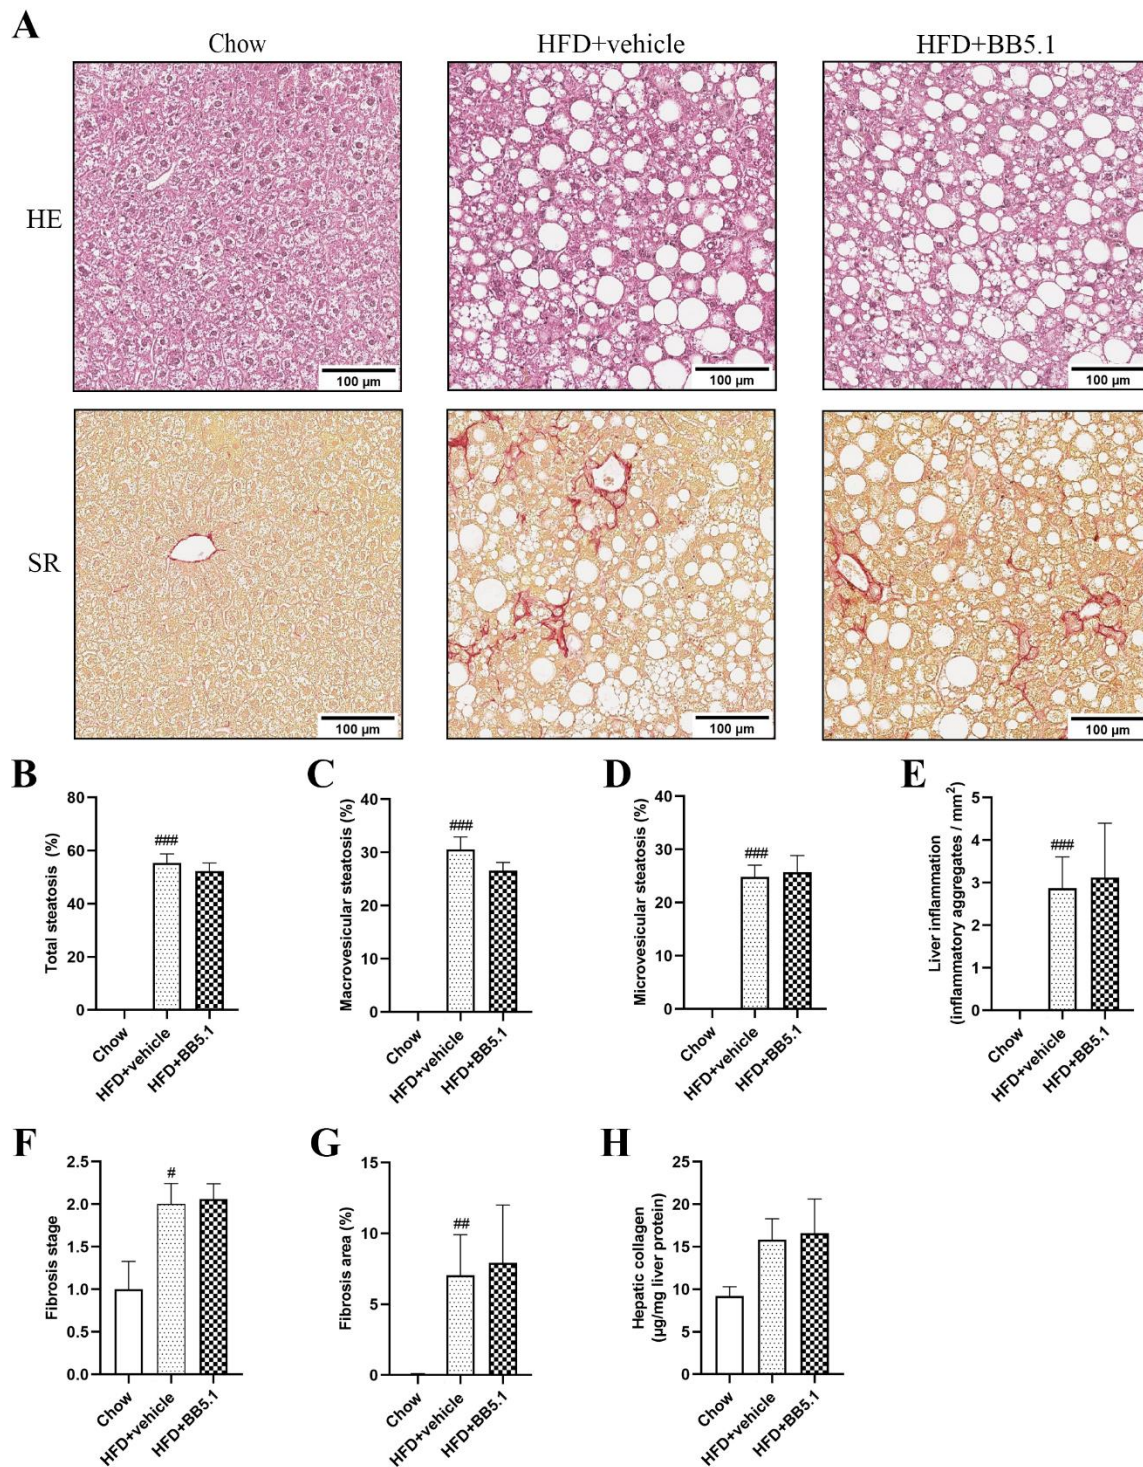 A
Chow
HFD+vehicle
HFD+BB5.1
HE
100 µm
100 µm
100 µm
SR
100 µm
100 µm
100 µm
B
Total steatosis (%)
80
60
40
20
0
###
Chow
HFD+vehicle
HFD+BB5.1
C
Macrovesicular steatosis (%)
40
30
20
10
0
###
Chow
HFD+vehicle
HFD+BB5.1
D
Microvesicular steatosis (%)
40
30
20
10
0
###
Chow
HFD+vehicle
HFD+BB5.1
E
Liver inflammation
(inflammatory aggregates / mm²)
5
4
3
2
1
0
###
Chow
HFD+vehicle
HFD+BB5.1
F
Fibrosis stage
2.5
2.0
1.5
1.0
0.5
0.0
#
Chow
HFD+vehicle
HFD+BB5.1
G
Fibrosis area (%)
15
10
5
0
##
Chow
HFD+vehicle
HFD+BB5.1
H
Hepatic collagen
(µg/mg liver protein)
25
20
15
10
5
0
Chow
HFD+vehicle
HFD+BB5.1